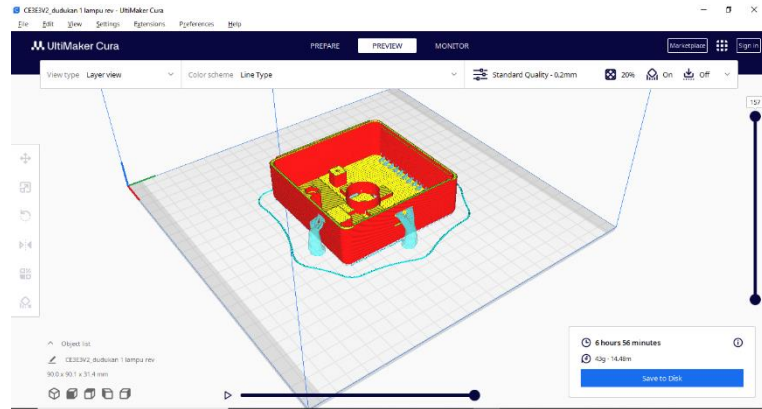 CE3E3V2_dudukan 1 lampu rev - UltiMaker Cura
File Edit View Settings Extensions Preferences Help
UltiMaker Cura PREPARE PREVIEW MONITOR Marketplace Sign in
View type Layer view Color scheme Line Type Standard Quality - 0.2mm 20% On Off
157
Object list
CE3E3V2_dudukan 1 lampu rev
90.0 x 90.1 x 31.4 mm
6 hours 56 minutes
43g · 14.48m
Save to Disk